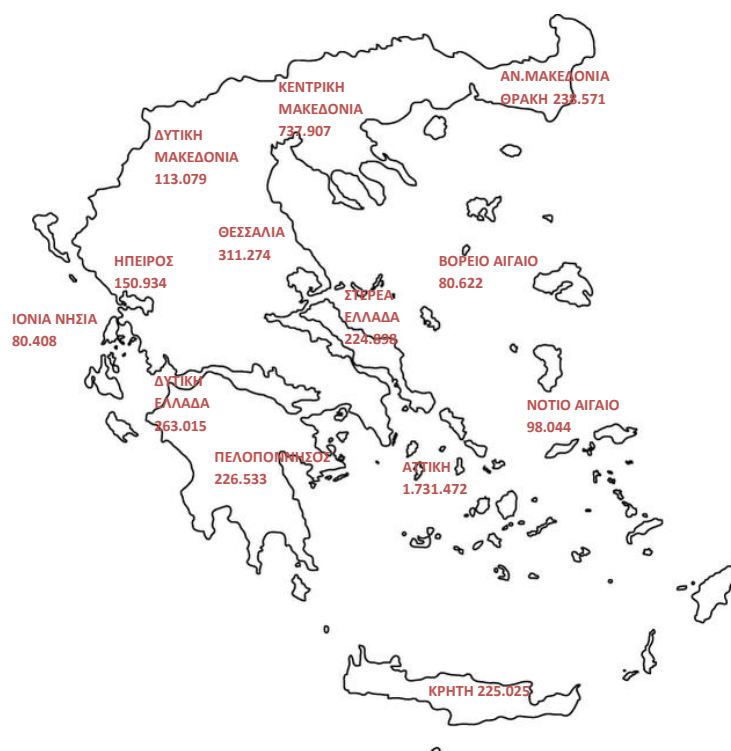 ΑΝ.ΜΑΚΕΔΟΝΙΑ
ΘΡΑΚΗ 238.571
ΚΕΝΤΡΙΚΗ
ΜΑΚΕΔΟΝΙΑ
737.907
ΔΥΤΙΚΗ
ΜΑΚΕΔΟΝΙΑ
113.079
ΘΕΣΣΑΛΙΑ
311.274
ΗΠΕΙΡΟΣ
150.934
ΒΟΡΕΙΟ ΑΙΓΑΙΟ
80.622
ΣΤΕΡΕΑ
ΕΛΛΑΔΑ
224.898
ΙΟΝΙΑ ΝΗΣΙΑ
80.408
ΔΥΤΙΚΗ
ΕΛΛΑΔΑ
263.015
ΝΟΤΙΟ ΑΙΓΑΙΟ
98.044
ΠΕΛΟΠΟΝΝΗΣΟΣ
226.533
ΑΤΤΙΚΗ
1.731.472
ΚΡΗΤΗ 225.025